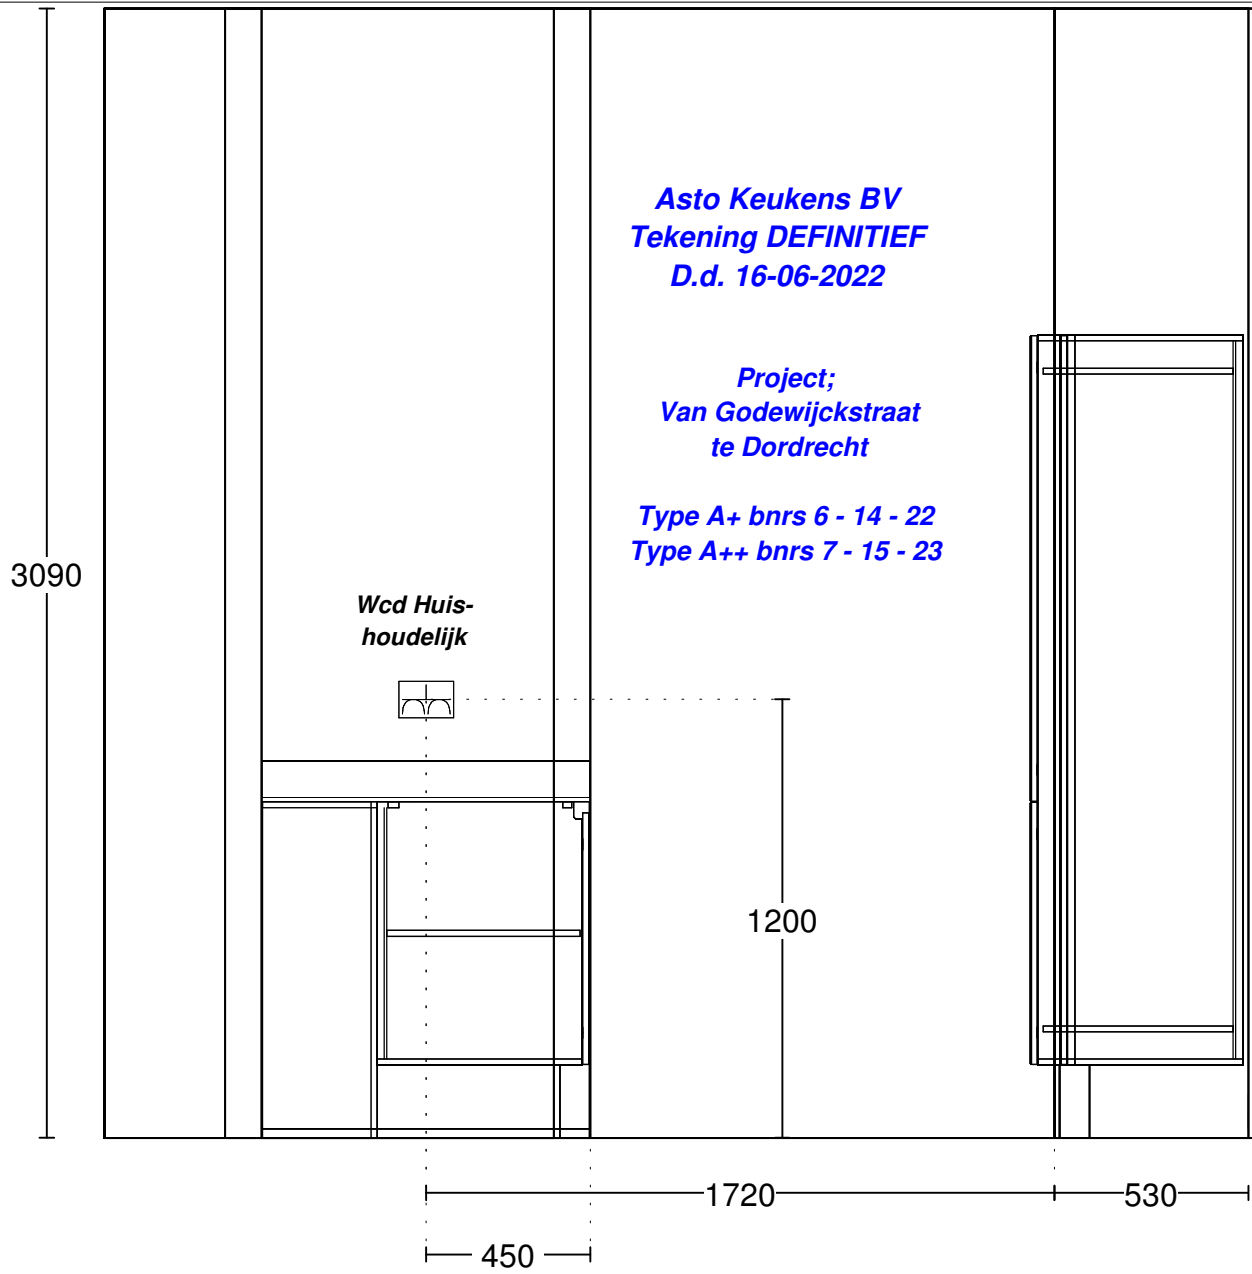 Asto Keukens BV
Tekening DEFINITIEF
D.d. 16-06-2022
Project;
Van Godewijckstraat
te Dordrecht
Type A+ bnrs 6 - 14 - 22
Type A++ bnrs 7 - 15 - 23
3090
Wcd Huis-
houdelijk
1200
1720
530
450